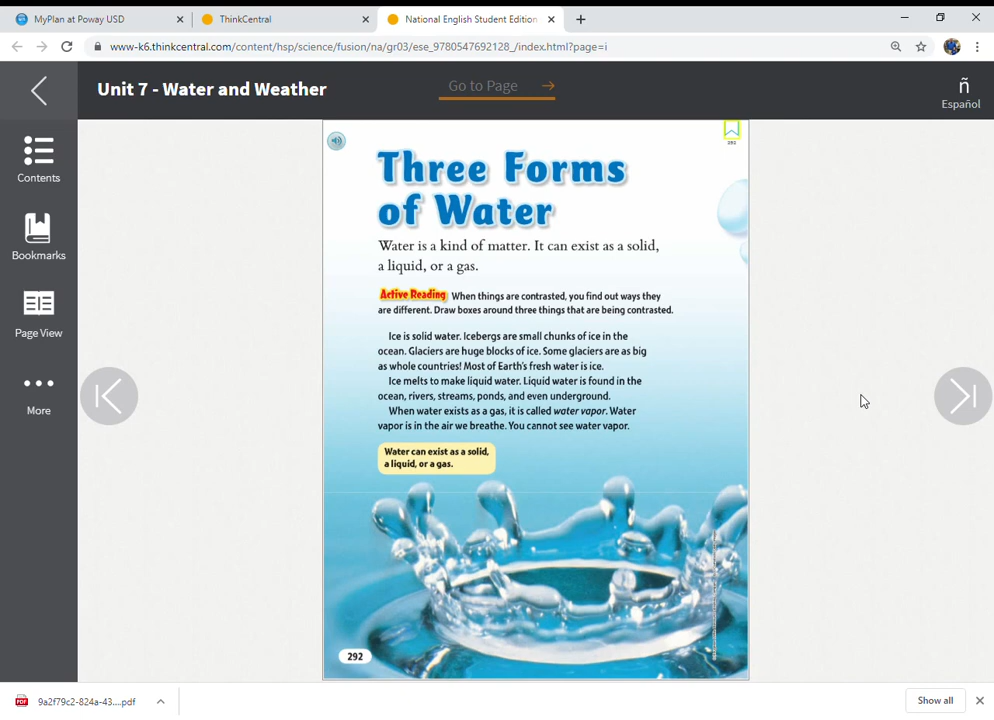 MyPlan at Poway USD
ThinkCentral
National English Student Edition
www-k6.thinkcentral.com/content/hsp/science/fusion/na/gr03/ese_9780547692128_/index.html?page=i
Unit 7 - Water and Weather
Go to Page
ñ
Español
Contents
Bookmarks
Page View
More
292
Three Forms
of Water
Water is a kind of matter. It can exist as a solid,
a liquid, or a gas.
Active Reading When things are contrasted, you find out ways they
are different. Draw boxes around three things that are being contrasted.
Ice is solid water. Icebergs are small chunks of ice in the
ocean. Glaciers are huge blocks of ice. Some glaciers are as big
as whole countries! Most of Earth's fresh water is ice.
Ice melts to make liquid water. Liquid water is found in the
ocean, rivers, streams, ponds, and even underground.
When water exists as a gas, it is called water vapor. Water
vapor is in the air we breathe. You cannot see water vapor.
Water can exist as a solid,
a liquid, or a gas.
292
PDF
9a2f79c2-824a-43....pdf
Show all